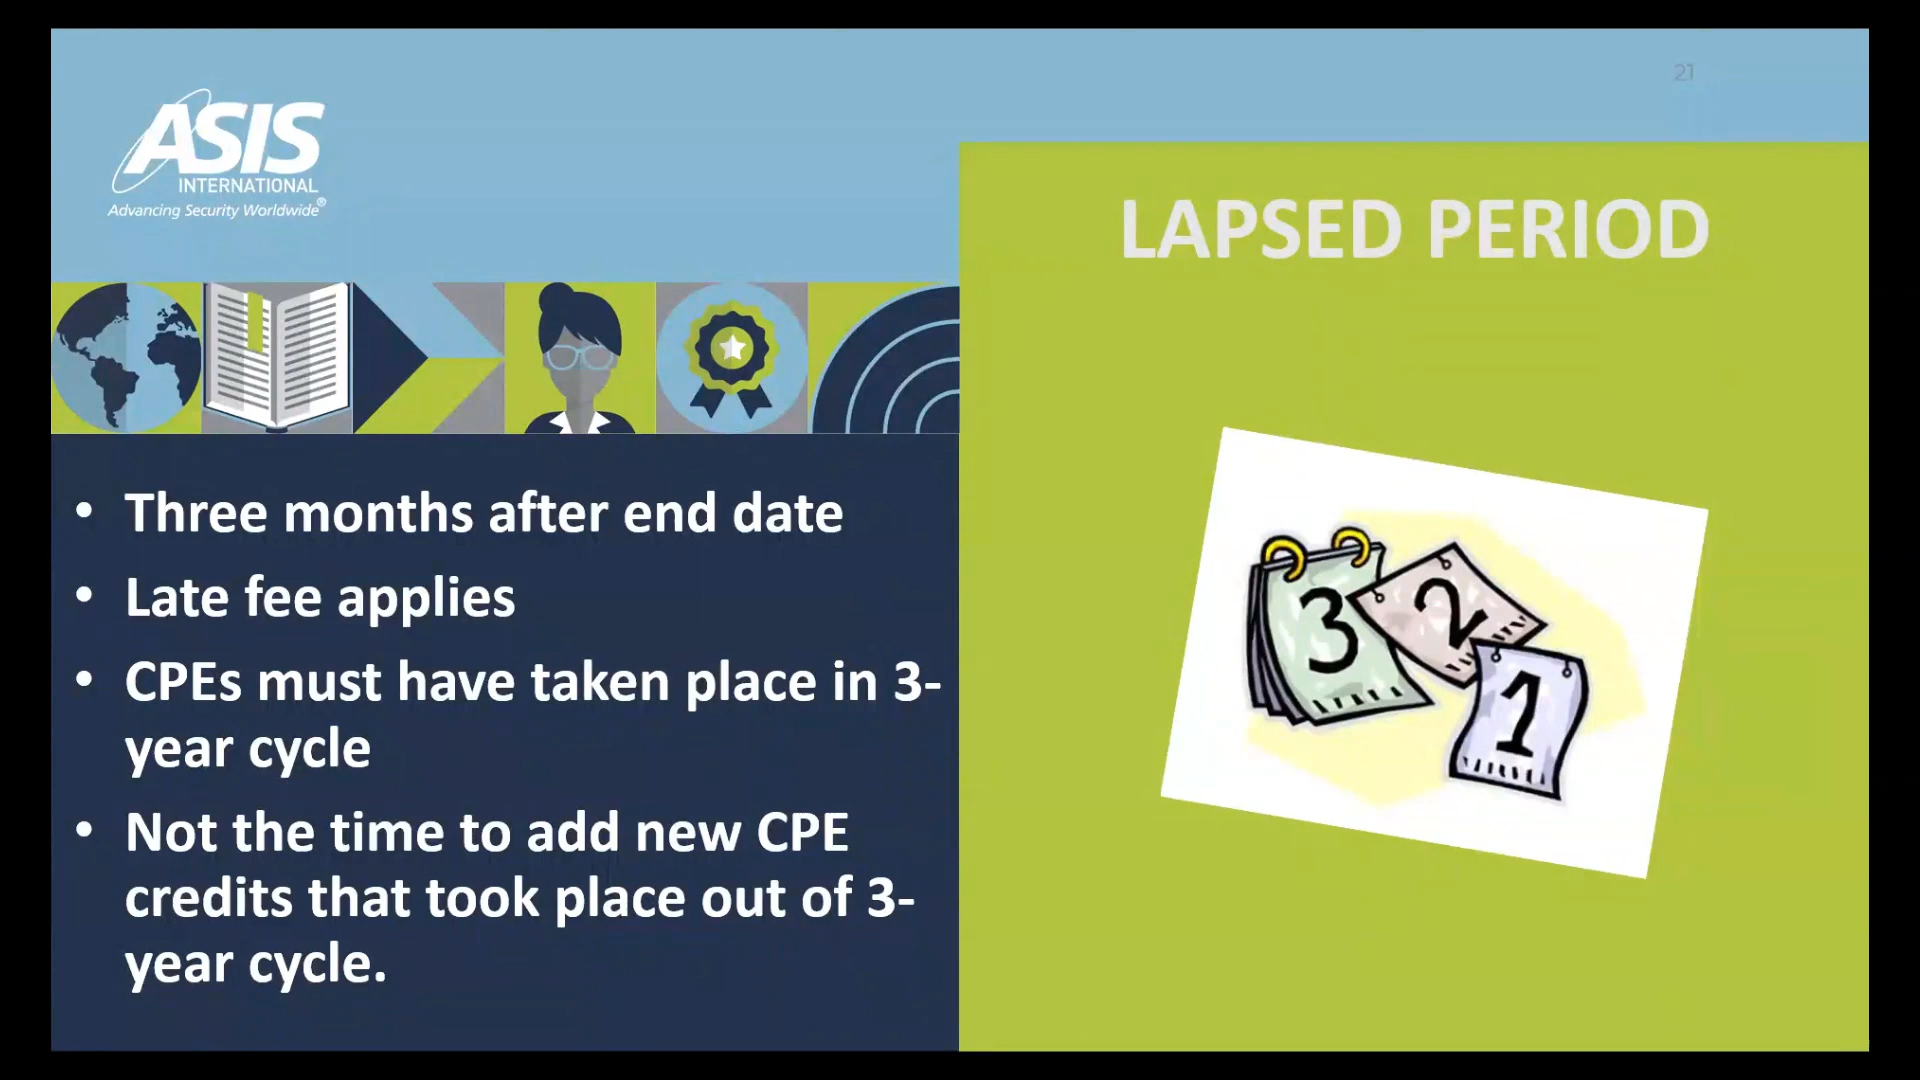 21
ASIS
INTERNATIONAL
Advancing Security Worldwide®
LAPSED PERIOD
• Three months after end date
• Late fee applies
• CPEs must have taken place in 3-
year cycle
• Not the time to add new CPE
credits that took place out of 3-
year cycle.
3
2
1